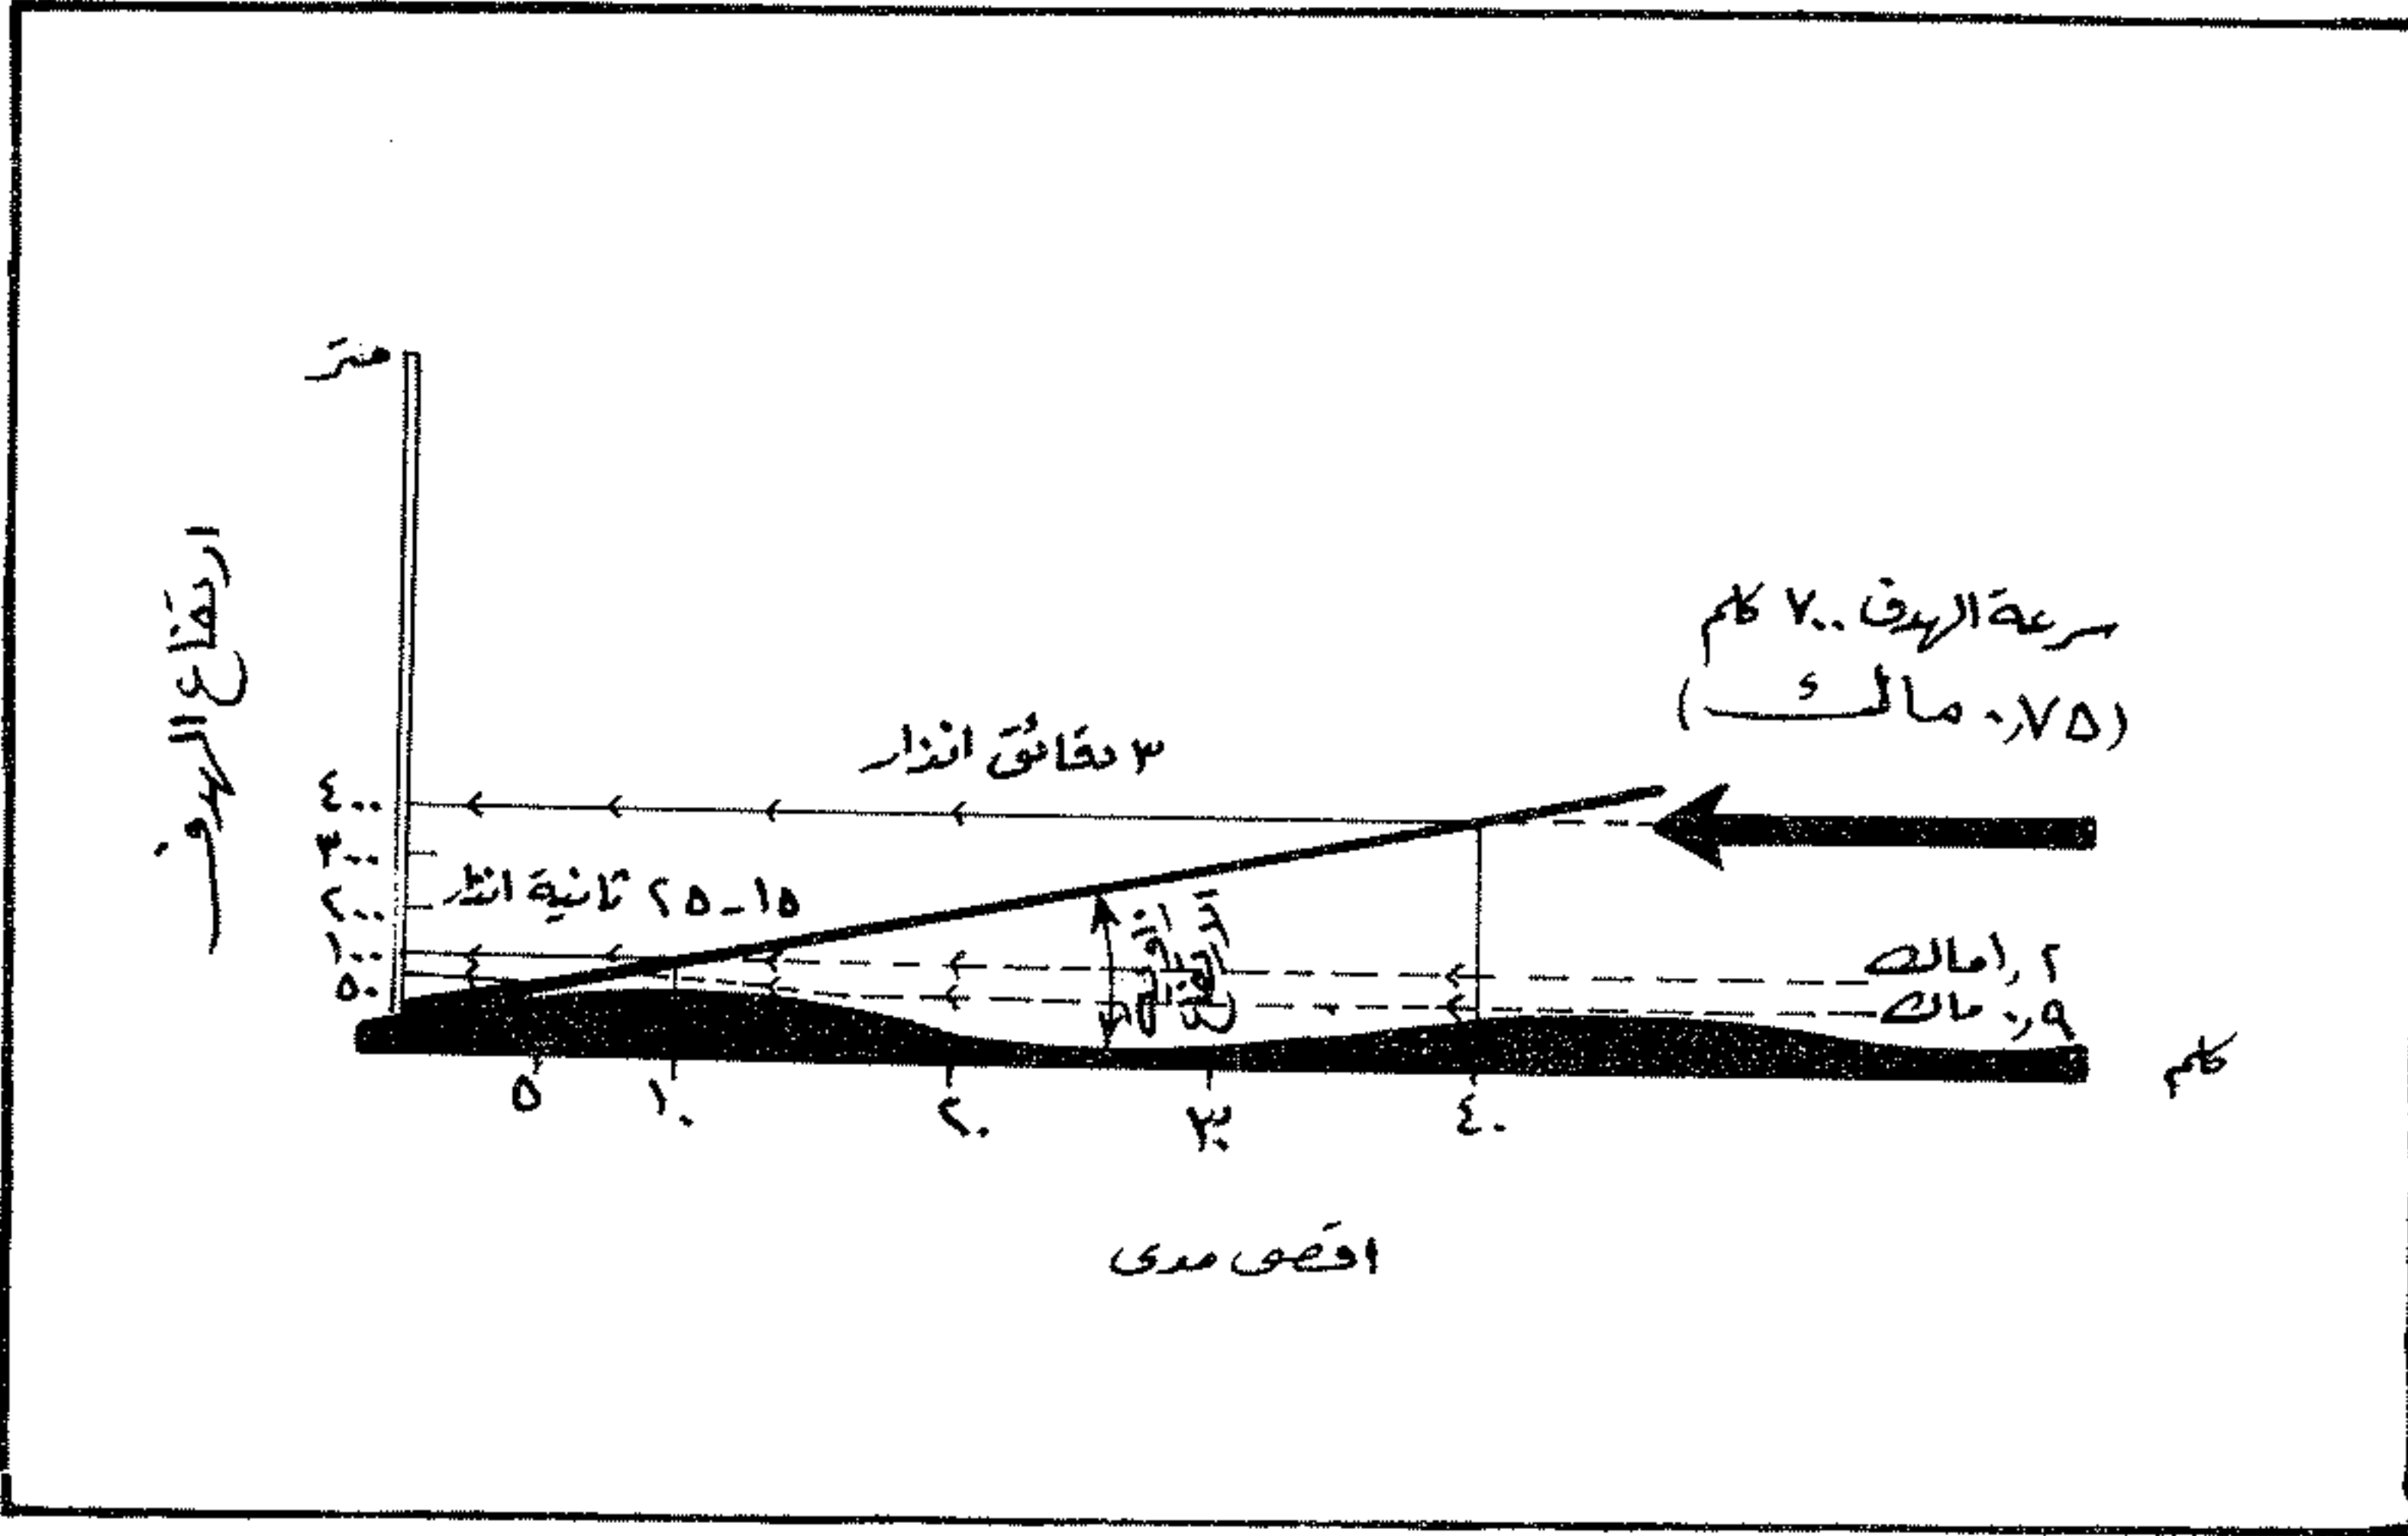 متر
ارتفاع الهدف
سرعة الهدف ٧٠٠ كلم
(٠,٧٥ ماك)
٣ دقائق انذار
٤٠٠
٣٠٠
٢٠٠
١٥-٢٥ ثانية انذار
١٠٠
٥٠
١,٢ ماك
٠,٩ ماك
كلم
٥
١٠
٢٠
٣٠
٤٠
اقصى مدى